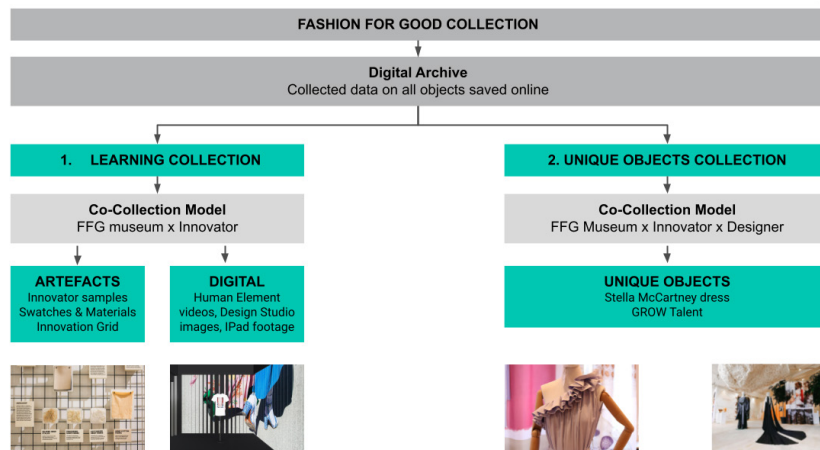 FASHION FOR GOOD COLLECTION
Digital Archive
Collected data on all objects saved online
1. LEARNING COLLECTION
2. UNIQUE OBJECTS COLLECTION
Co-Collection Model
FFG museum x Innovator
Co-Collection Model
FFG Museum x Innovator x Designer
ARTEFACTS
Innovator samples
Swatches & Materials
Innovation Grid
DIGITAL
Human Element
videos, Design Studio
images, IPad footage
UNIQUE OBJECTS
Stella McCartney dress
GROW Talent